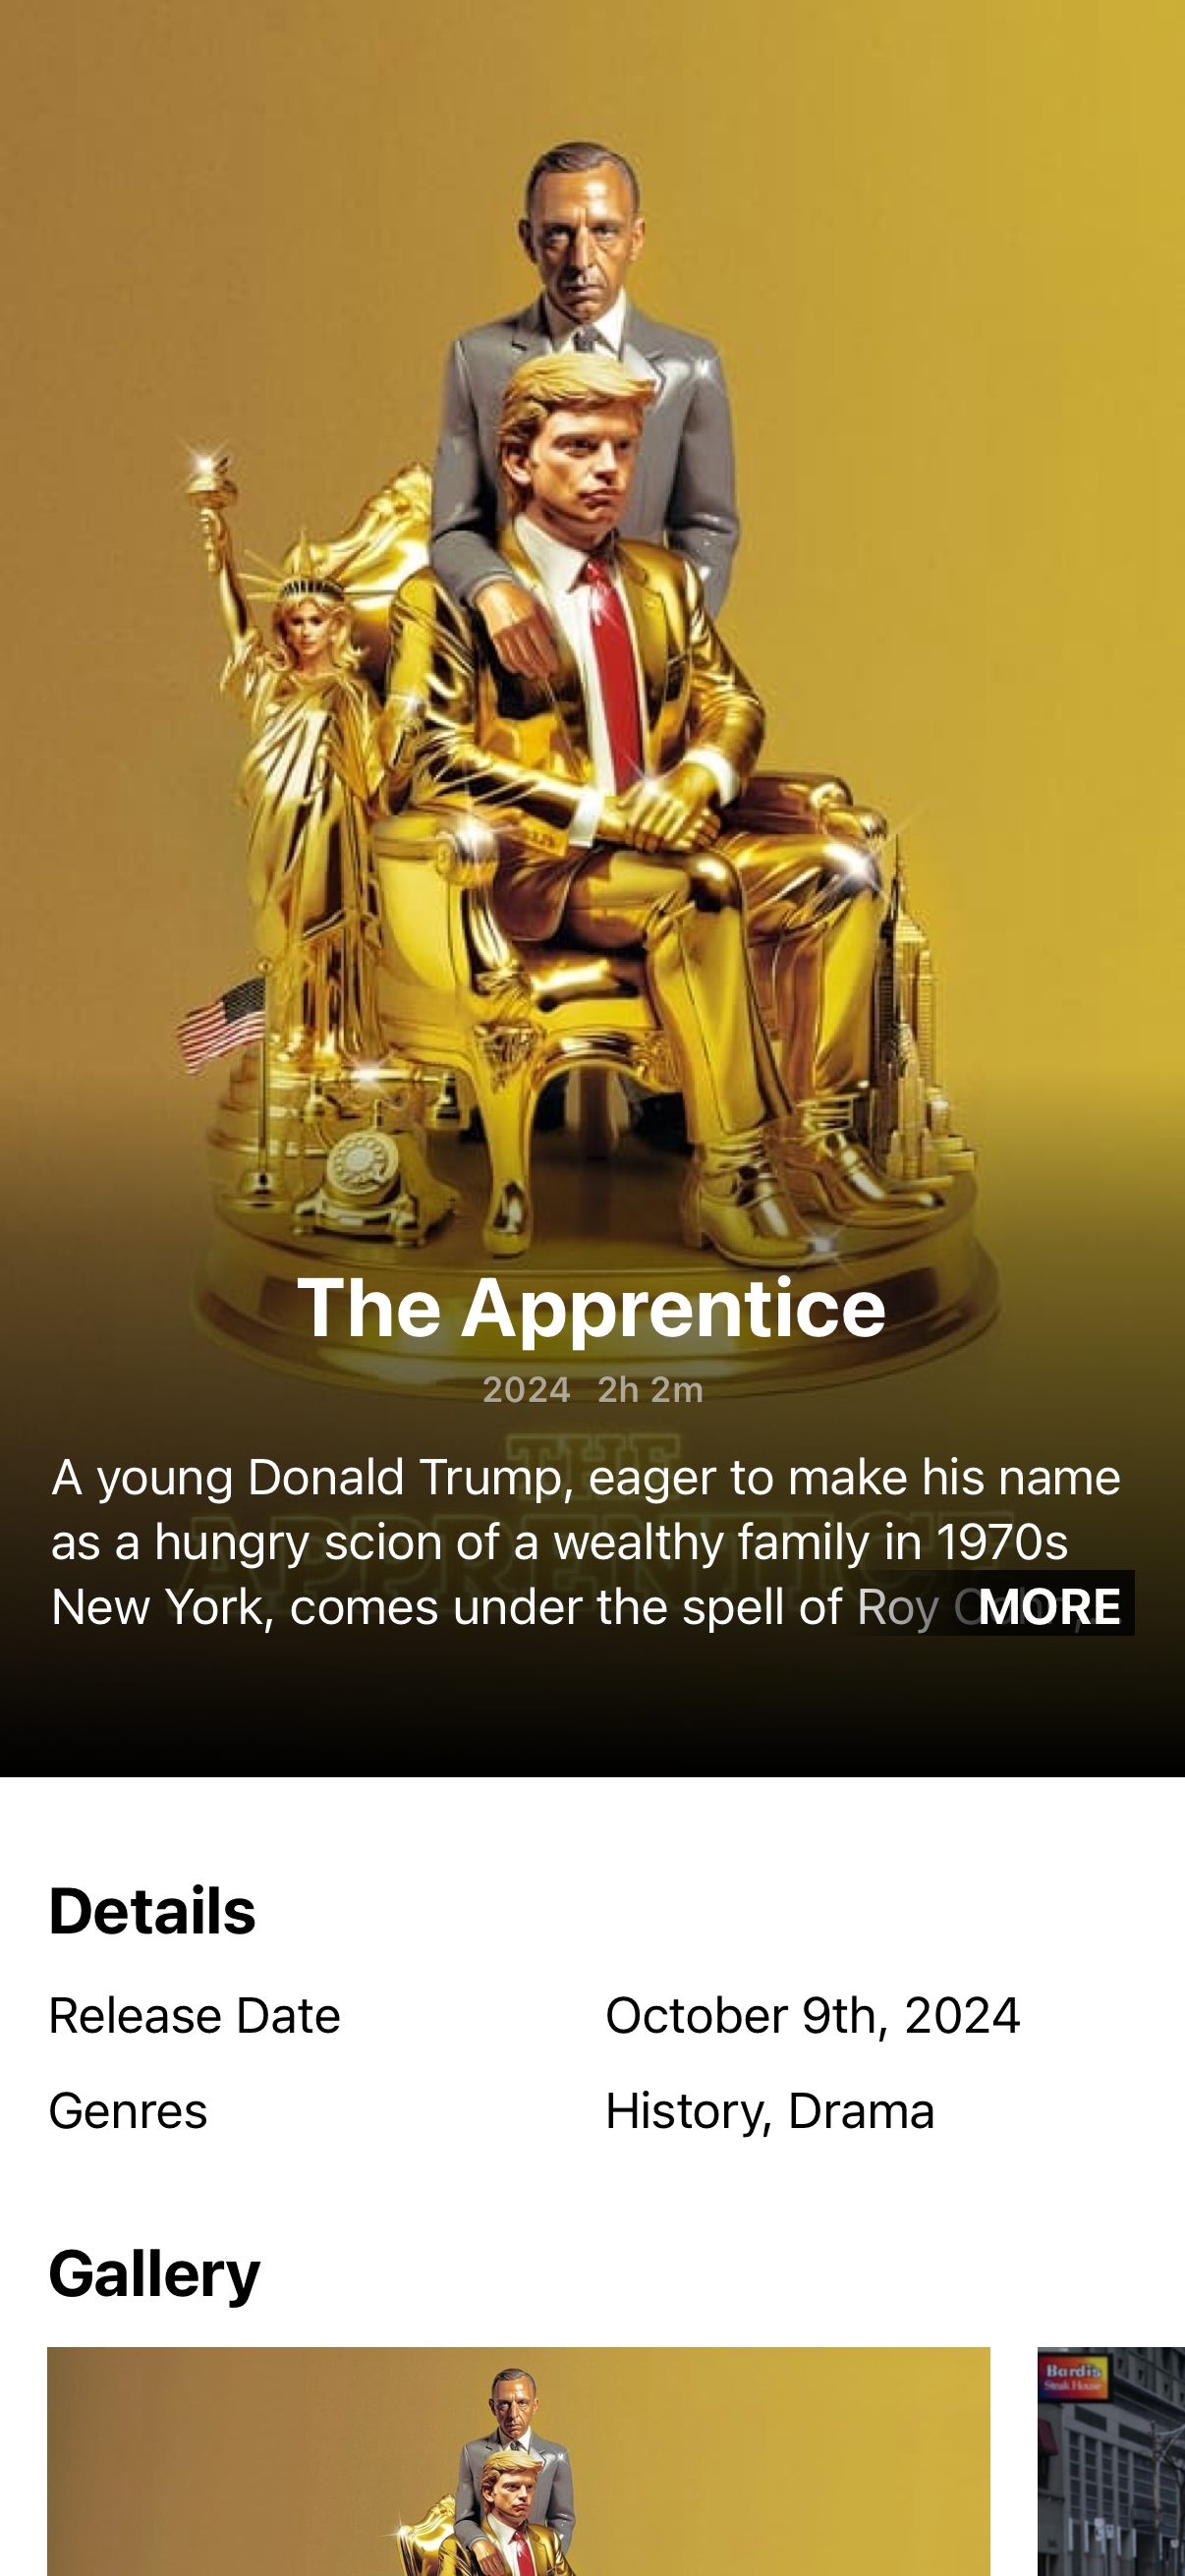 The Apprentice
2024 2h 2m
THE
APPRENTICE
A young Donald Trump, eager to make his name
as a hungry scion of a wealthy family in 1970s
New York, comes under the spell of Roy MORE
Details
Release Date October 9th, 2024
Genres History, Drama
Gallery
Bardi's
Steak House